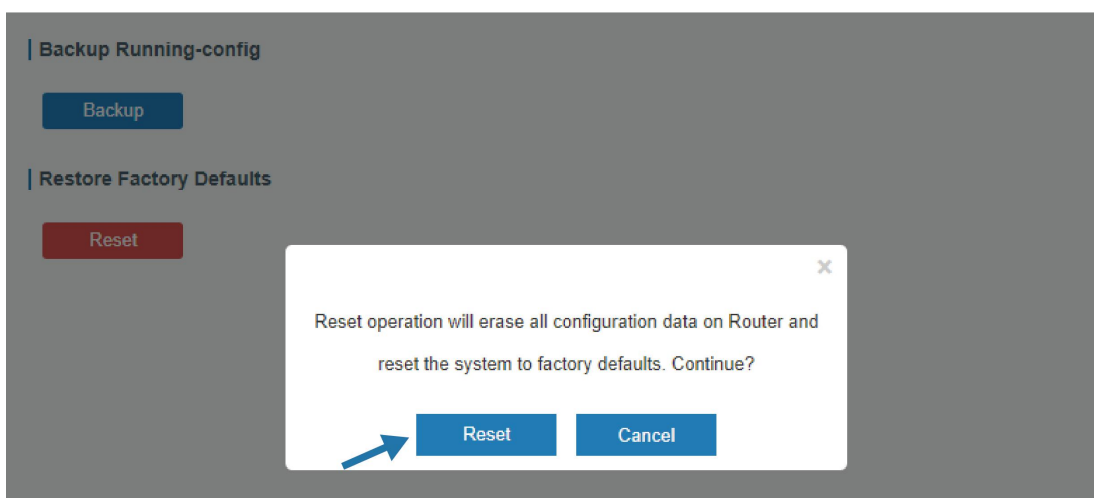 Backup Running-config
Backup
Restore Factory Defaults
Reset
×
Reset operation will erase all configuration data on Router and
reset the system to factory defaults. Continue?
Reset
Cancel